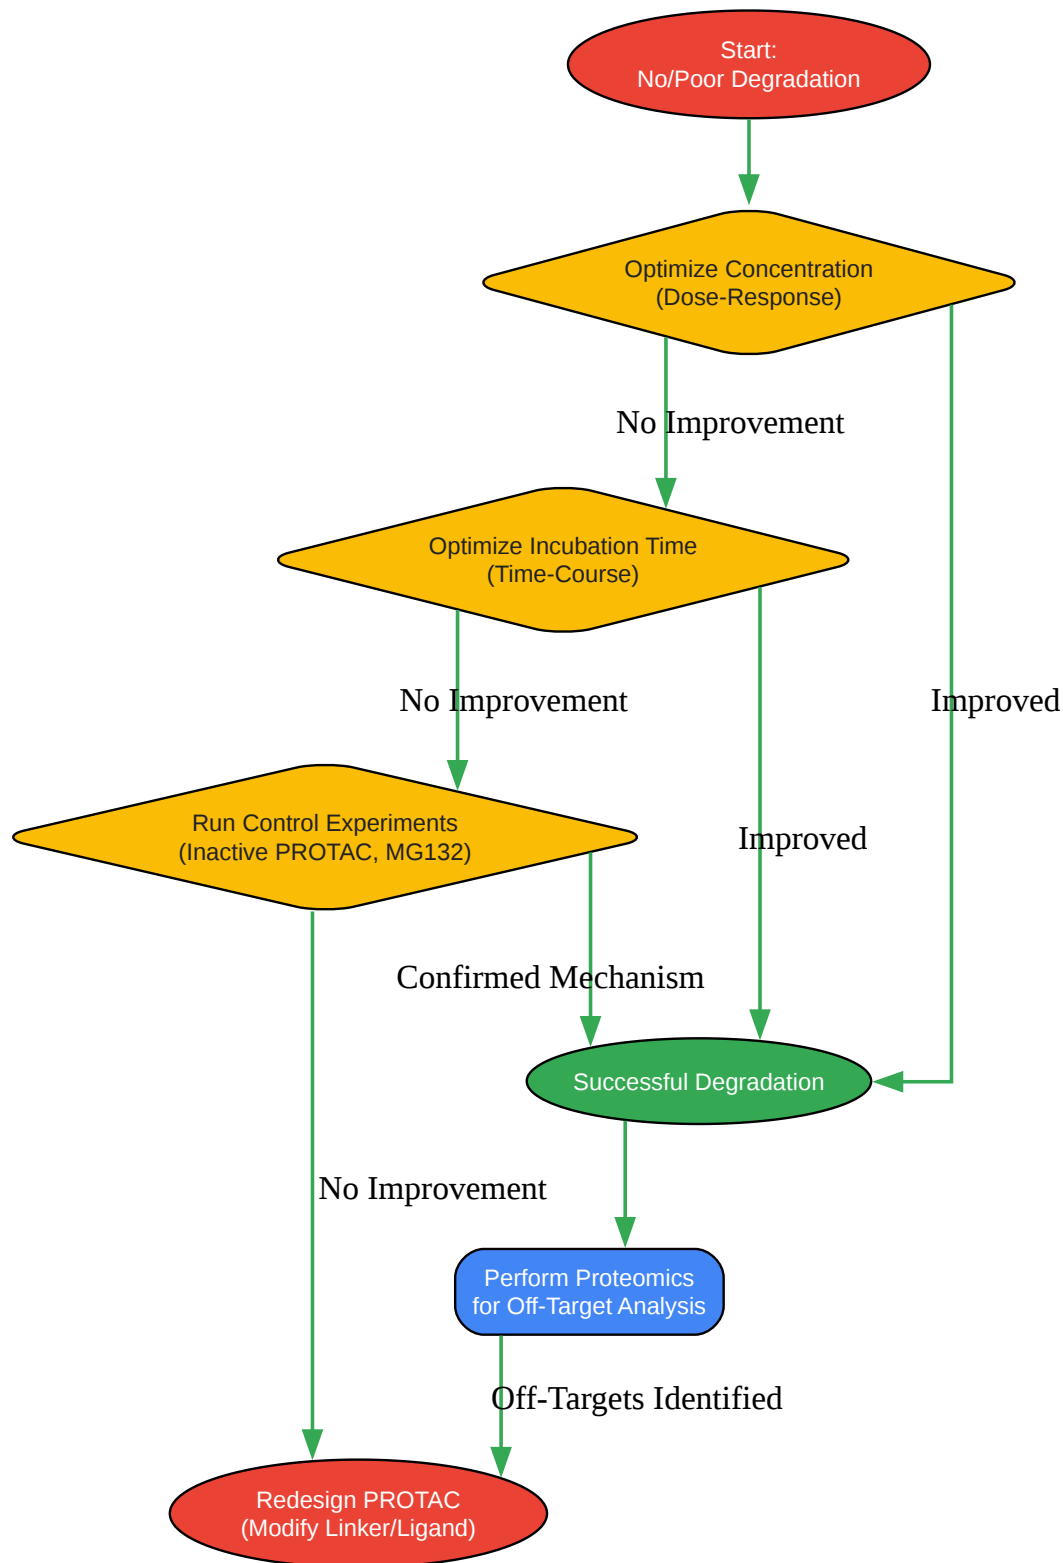 Start:
No/Poor Degradation
Optimize Concentration
(Dose-Response)
No Improvement
Optimize Incubation Time
(Time-Course)
No Improvement
Improved
Run Control Experiments
(Inactive PROTAC, MG132)
Improved
Confirmed Mechanism
Successful Degradation
No Improvement
Perform Proteomics
for Off-Target Analysis
Off-Targets Identified
Redesign PROTAC
(Modify Linker/Ligand)